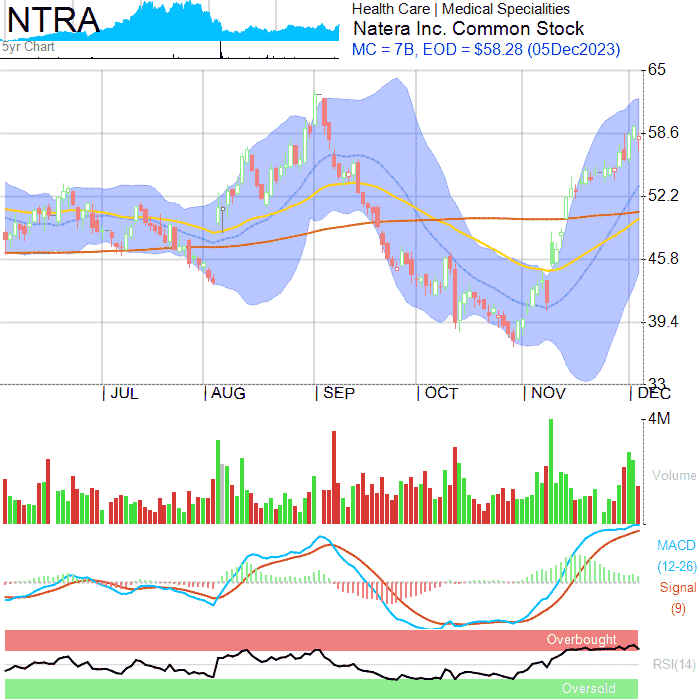 NTRA
5yr Chart
Health Care | Medical Specialities
Natera Inc. Common Stock
MC = 7B, EOD = $58.28 (05Dec2023)
65
58.6
52.2
45.8
39.4
33
JUL AUG SEP OCT NOV DEC
4M
Volume
MACD
(12-26)
Signal
(9)
Overbought
RSI(14)
Oversold